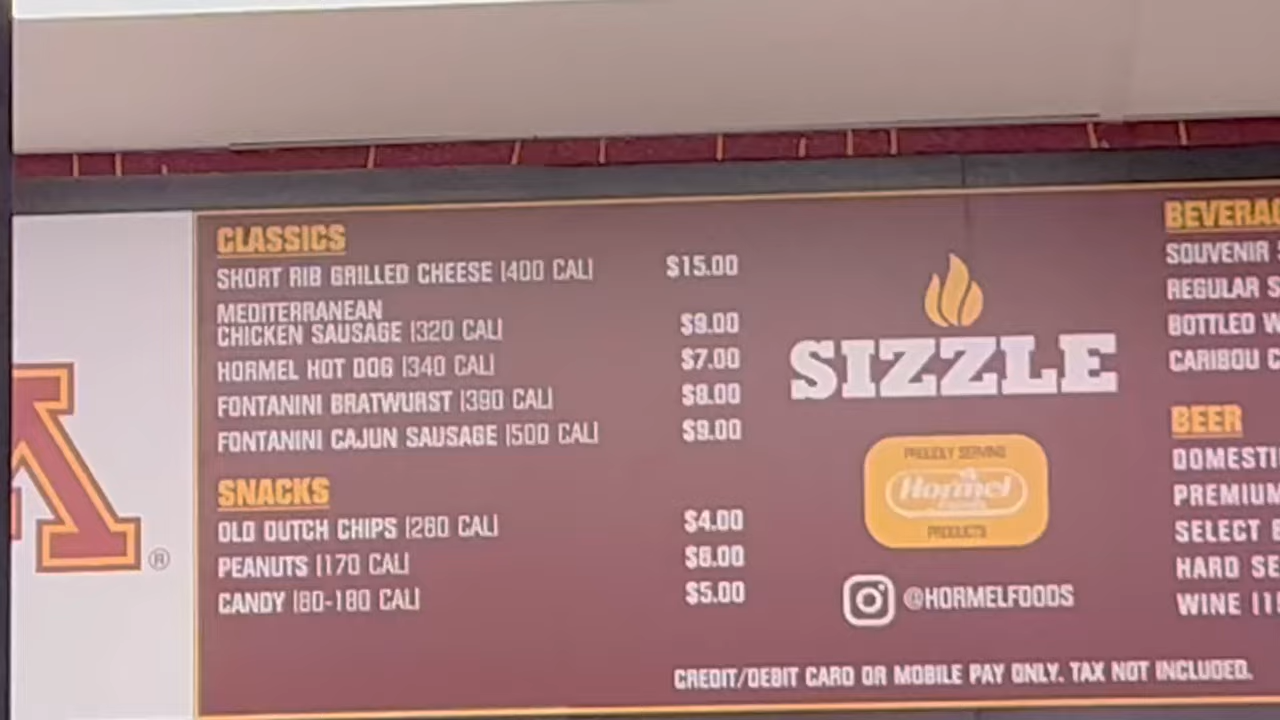 CLASSICS
SHORT RIB GRILLED CHEESE |400 CAL| $15.00
MEDITERRANEAN
CHICKEN SAUSAGE |320 CAL| $9.00
HORMEL HOT DOG |340 CAL| $7.00
FONTANINI BRATWURST |390 CAL| $8.00
FONTANINI CAJUN SAUSAGE |500 CAL| $9.00
SNACKS
OLD DUTCH CHIPS |260 CAL| $4.00
PEANUTS |170 CAL| $6.00
CANDY |80-180 CAL| $5.00
®
SIZZLE
PROUDLY SERVING
Hormel
PRODUCTS
@HORMELFOODS
BEVERAG
SOUVENIR
REGULAR S
BOTTLED W
CARIBOU C
BEER
DOMESTI
PREMIUM
SELECT
HARD SE
WINE
CREDIT/DEBIT CARD OR MOBILE PAY ONLY. TAX NOT INCLUDED.